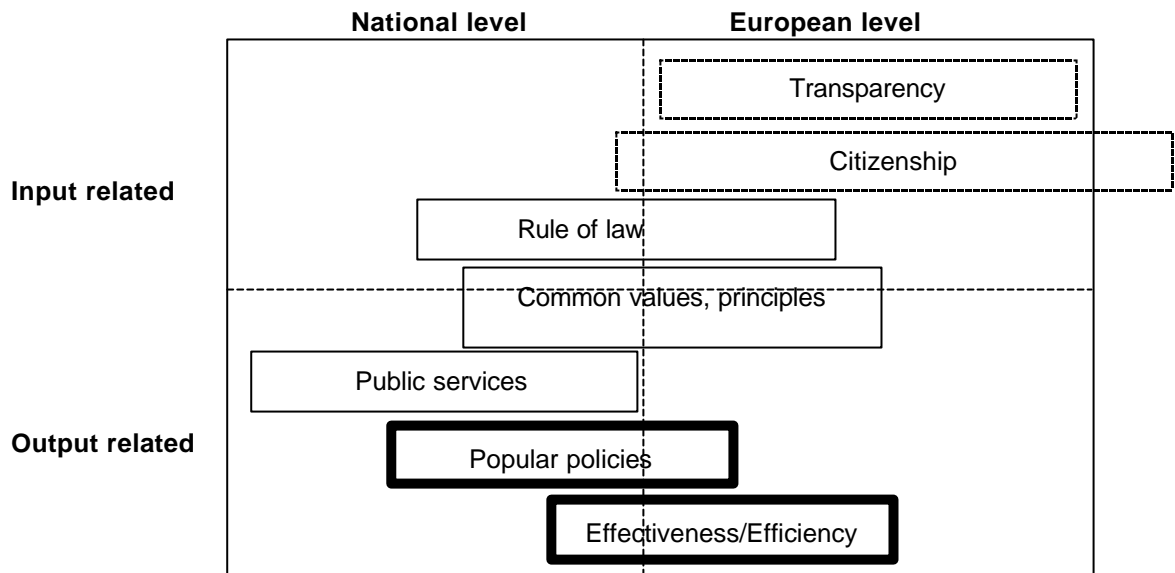 National level European level
Transparency
Citizenship
Input related
Rule of law
Common values, principles
Public services
Output related
Popular policies
Effectiveness/Efficiency